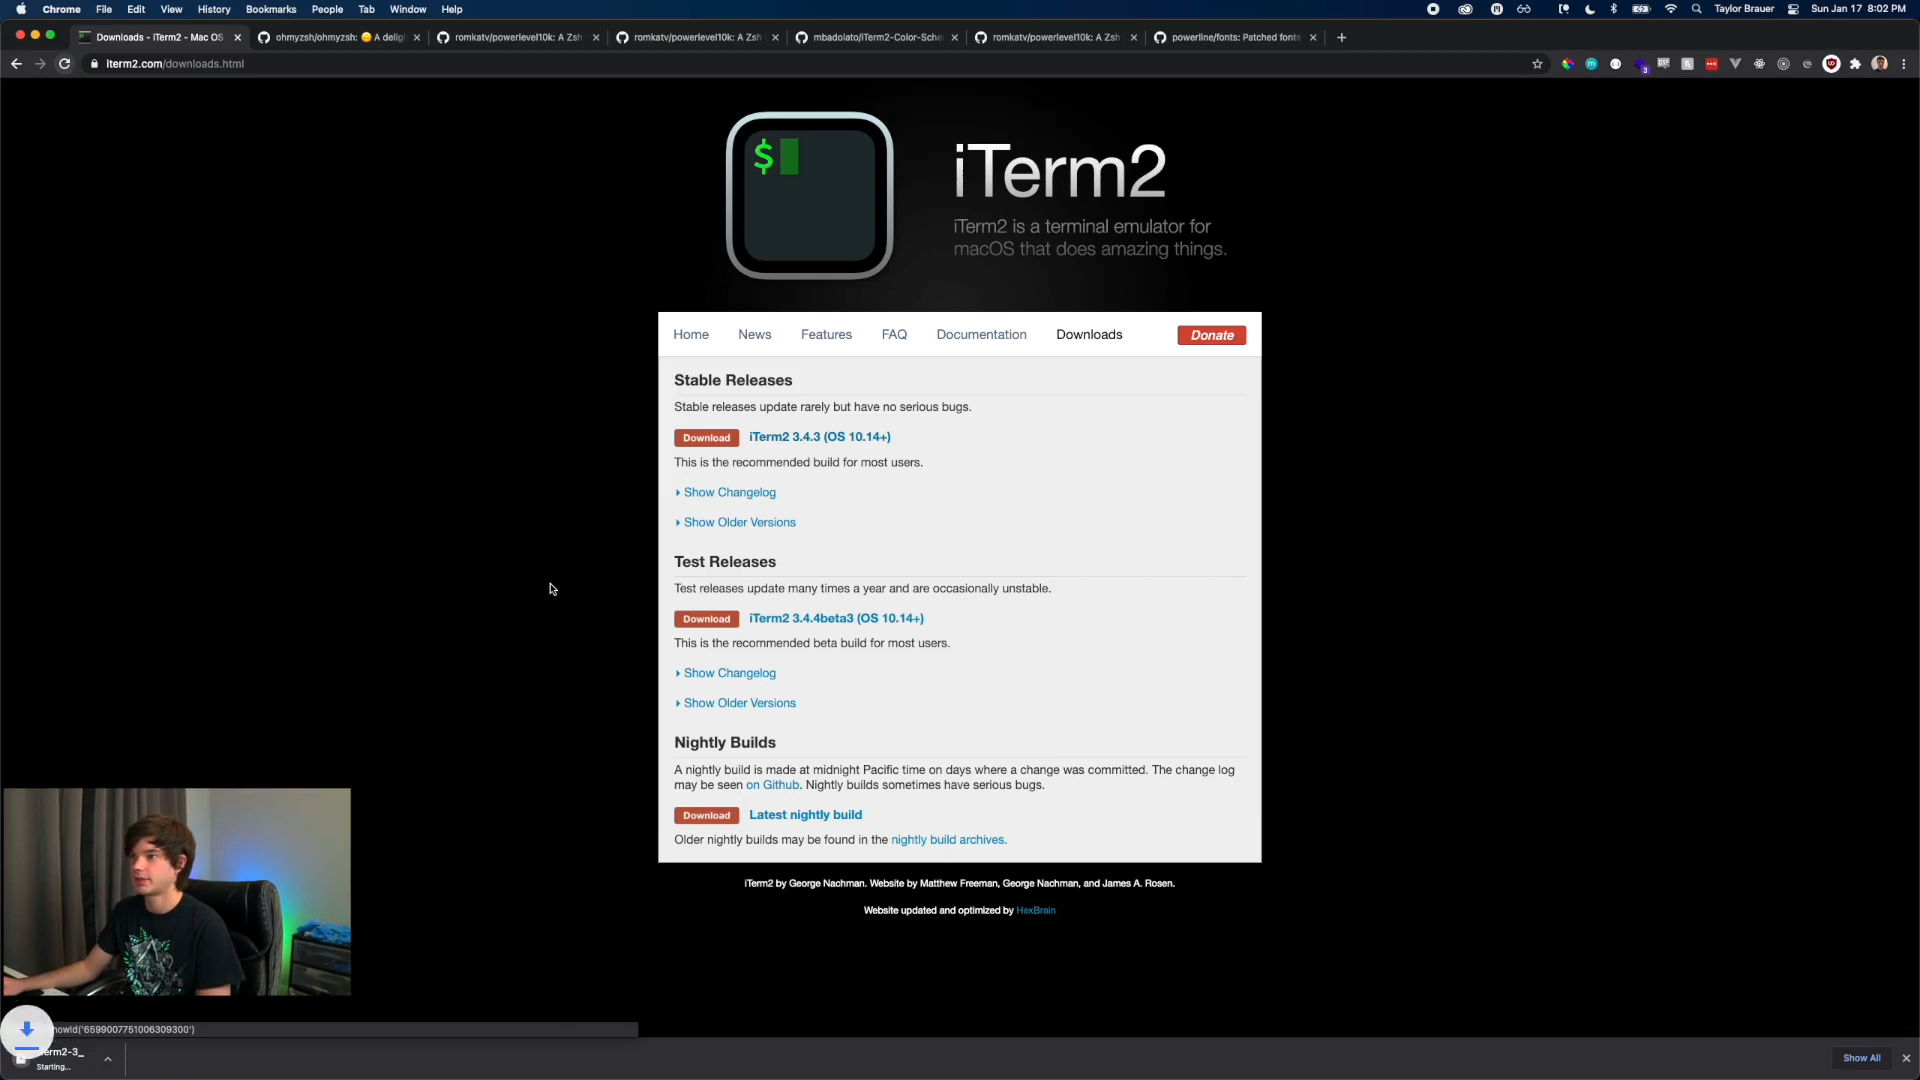 Chrome File Edit View History Bookmarks People Tab Window Help
Taylor Brauer Sun Jan 17 8:02 PM
Downloads - iTerm2 - Mac OS
ohmyzsh/ohmyzsh: A delig
romkatv/powerlevel10k: A Zsh
romkatv/powerlevel10k: A Zsh
mbadolato/iTerm2-Color-Sche
romkatv/powerlevel10k: A Zsh
powerline/fonts: Patched fonts
iterm2.com/downloads.html
3
$
iTerm2
iTerm2 is a terminal emulator for
macOS that does amazing things.
Home News Features FAQ Documentation Downloads Donate
Stable Releases
Stable releases update rarely but have no serious bugs.
Download iTerm2 3.4.3 (OS 10.14+)
This is the recommended build for most users.
Show Changelog
Show Older Versions
Test Releases
Test releases update many times a year and are occasionally unstable.
Download iTerm2 3.4.4beta3 (OS 10.14+)
This is the recommended beta build for most users.
Show Changelog
Show Older Versions
Nightly Builds
A nightly build is made at midnight Pacific time on days where a change was committed. The change log
may be seen on Github. Nightly builds sometimes have serious bugs.
Download Latest nightly build
Older nightly builds may be found in the nightly build archives.
iTerm2 by George Nachman. Website by Matthew Freeman, George Nachman, and James A. Rosen.
Website updated and optimized by HexBrain
howId('6599007751006309300')
erm2-3_
Starting...
Show All